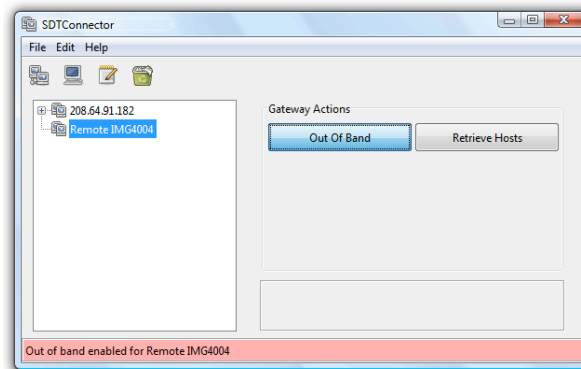 SDTConnector
File Edit Help
208.64.91.182
Remote IMG4004
Gateway Actions
Out Of Band
Retrieve Hosts
Out of band enabled for Remote IMG4004